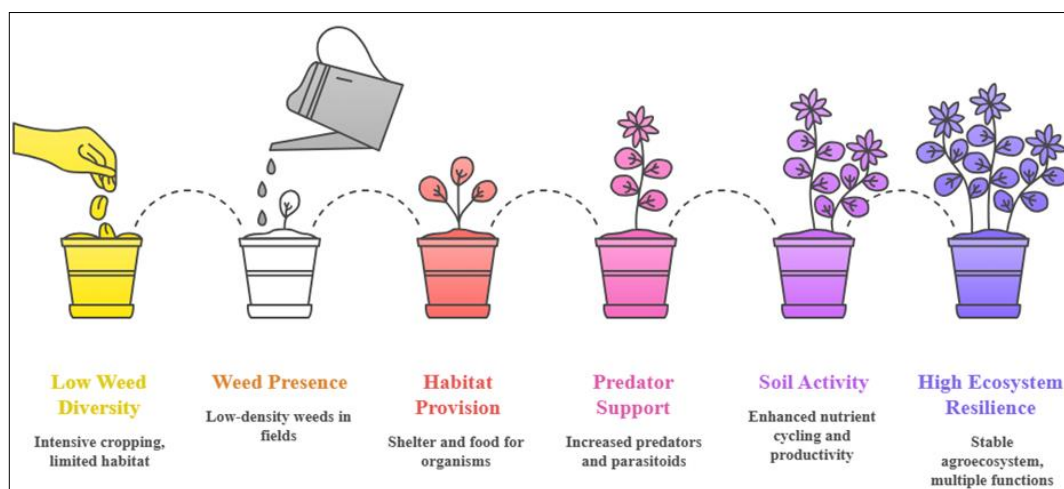 Low Weed
Diversity
Intensive cropping,
limited habitat
Weed Presence
Low-density weeds in
fields
Habitat
Provision
Shelter and food for
organisms
Predator
Support
Increased predators
and parasitoids
Soil Activity
Enhanced nutrient
cycling and
productivity
High Ecosystem
Resilience
Stable
agroecosystem,
multiple functions